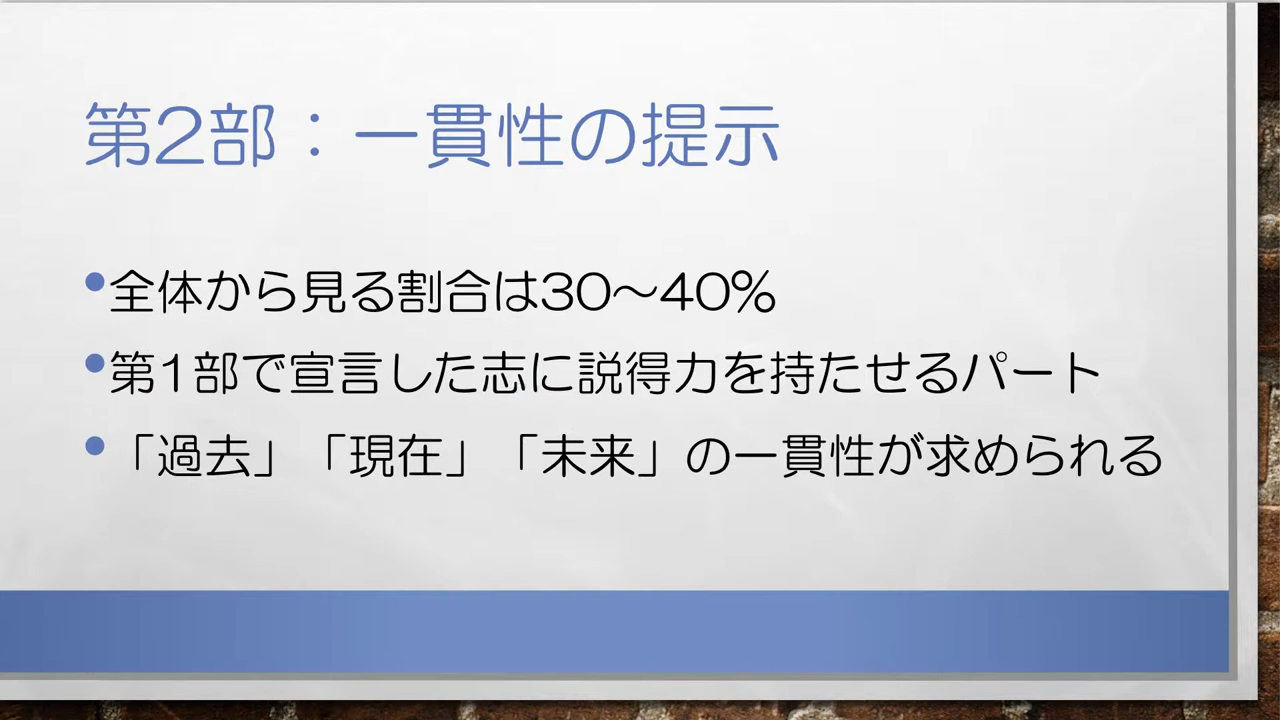 第2部：一貫性の提示
•全体から見る割合は30～40%
•第1部で宣言した志に説得力を持たせるパート
•「過去」「現在」「未来」の一貫性が求められる